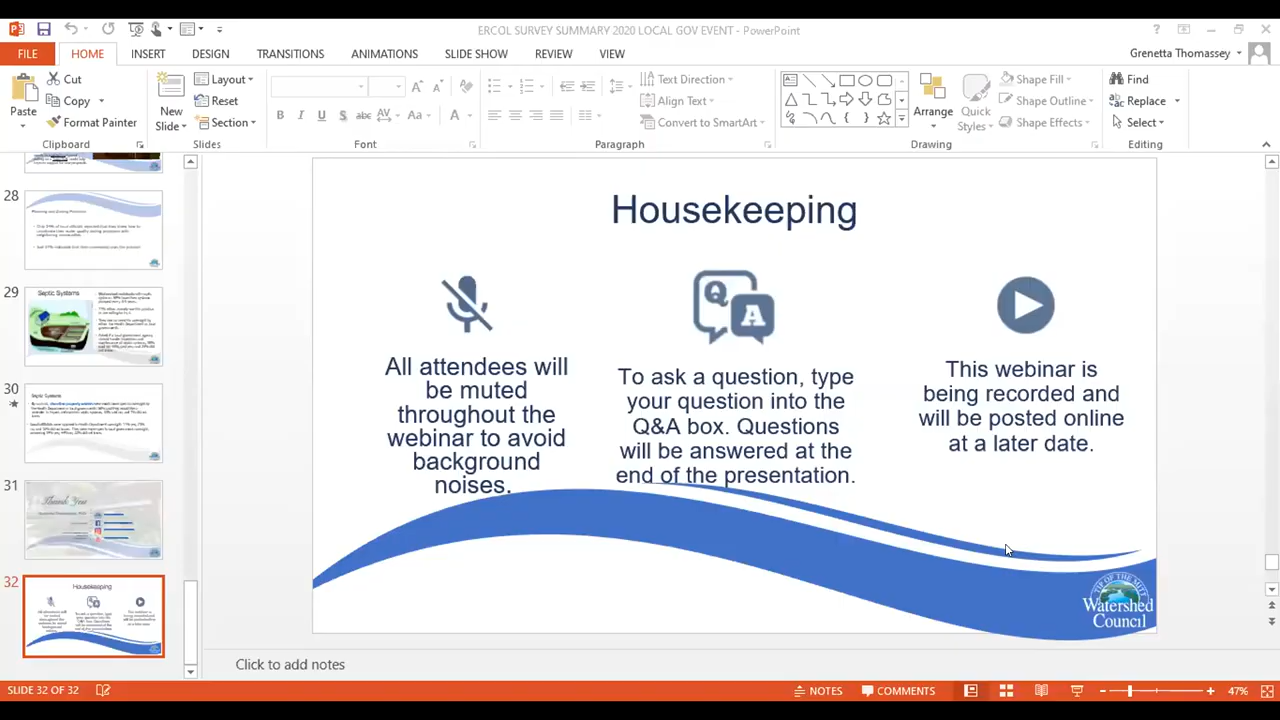 ERCOL SURVEY SUMMARY 2020 LOCAL GOV EVENT - PowerPoint
FILE HOME INSERT DESIGN TRANSITIONS ANIMATIONS SLIDE SHOW REVIEW VIEW Grenetta Thomassey
Cut
Copy
Format Painter
Paste
Clipboard
New
Slide
Layout
Reset
Section
Slides
Font
Text Direction
Align Text
Convert to SmartArt
Paragraph
Arrange
Quick
Styles
Shape Fill
Shape Outline
Shape Effects
Drawing
Find
Replace
Select
Editing
28
29
Septic Systems
30
Septic Systems
31
Thank You
32
Housekeeping
Housekeeping
All attendees will
be muted
throughout the
webinar to avoid
background
noises.
Q A
To ask a question, type
your question into the
Q&A box. Questions
will be answered at the
end of the presentation.
This webinar is
being recorded and
will be posted online
at a later date.
TIP OF THE MITT
Watershed
Council
Click to add notes
SLIDE 32 OF 32 NOTES COMMENTS 47%